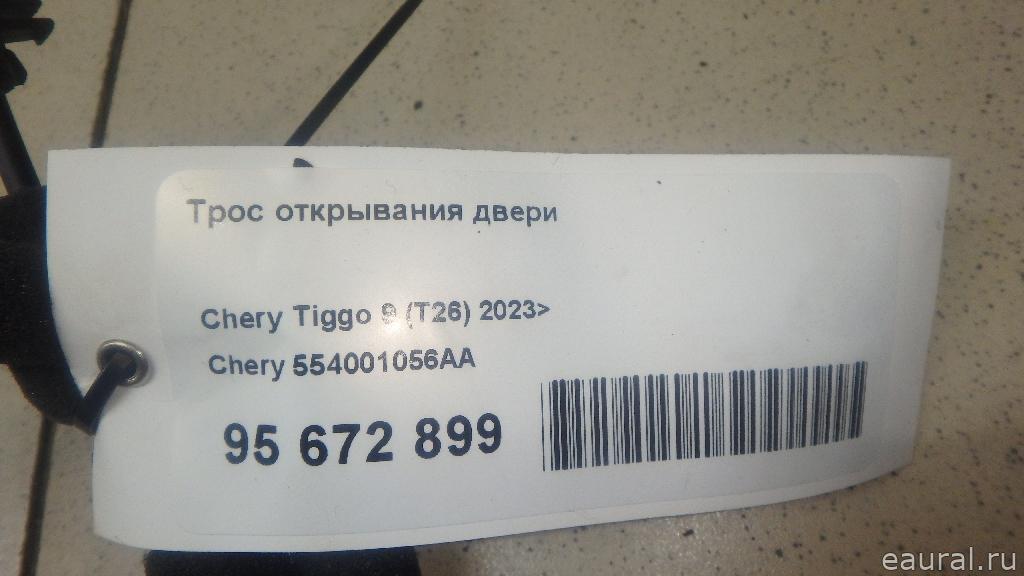 Трос открывания двери
Chery Tiggo 9 (T26) 2023>
Chery 554001056AA
95 672 899
eaural.ru